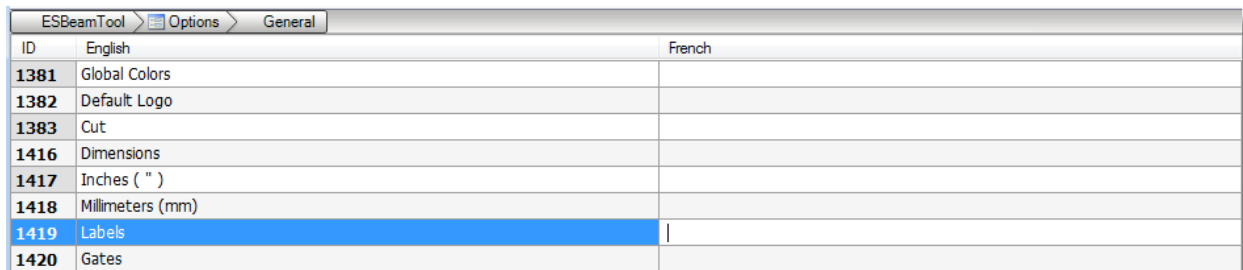 ESBeamTool Options General
ID English French
1381 Global Colors
1382 Default Logo
1383 Cut
1416 Dimensions
1417 Inches ( " )
1418 Millimeters (mm)
1419 Labels
1420 Gates